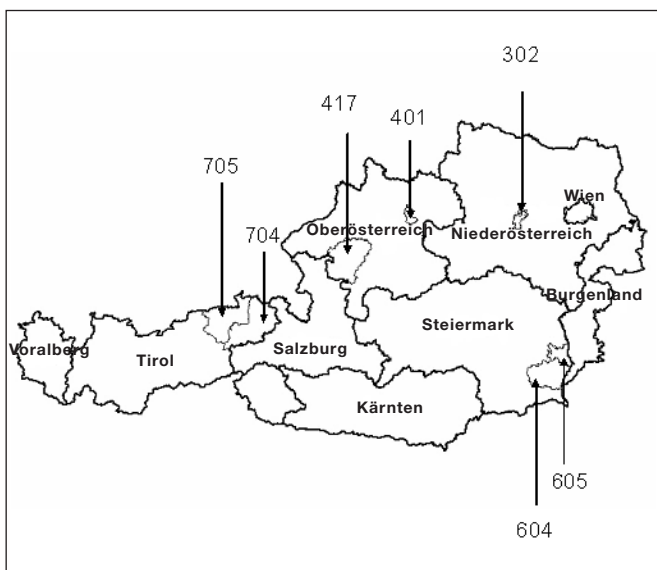 302
417
401
705
704
Wien
Oberösterreich
Niederösterreich
Burgenland
Steiermark
Voralberg
Tirol
Salzburg
Kärnten
605
604